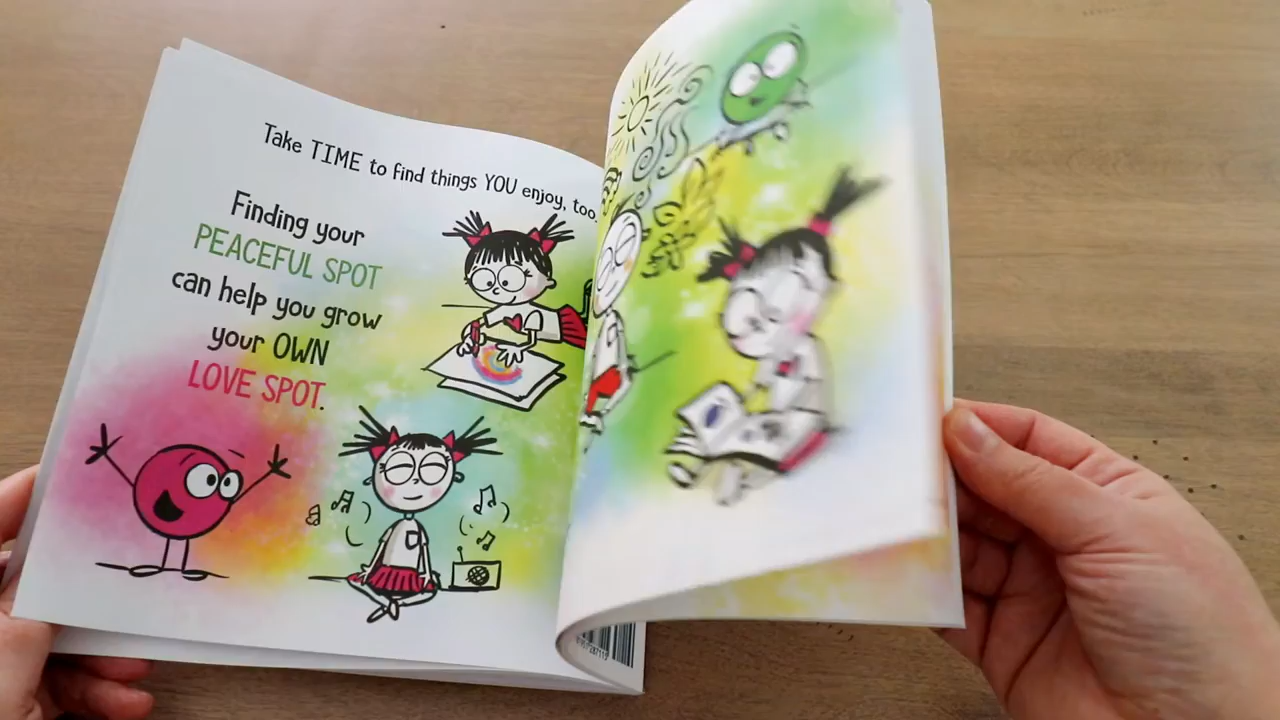 Take TIME to find things YOU enjoy, too.
Finding your
PEACEFUL SPOT
can help you grow
your OWN
LOVE SPOT.